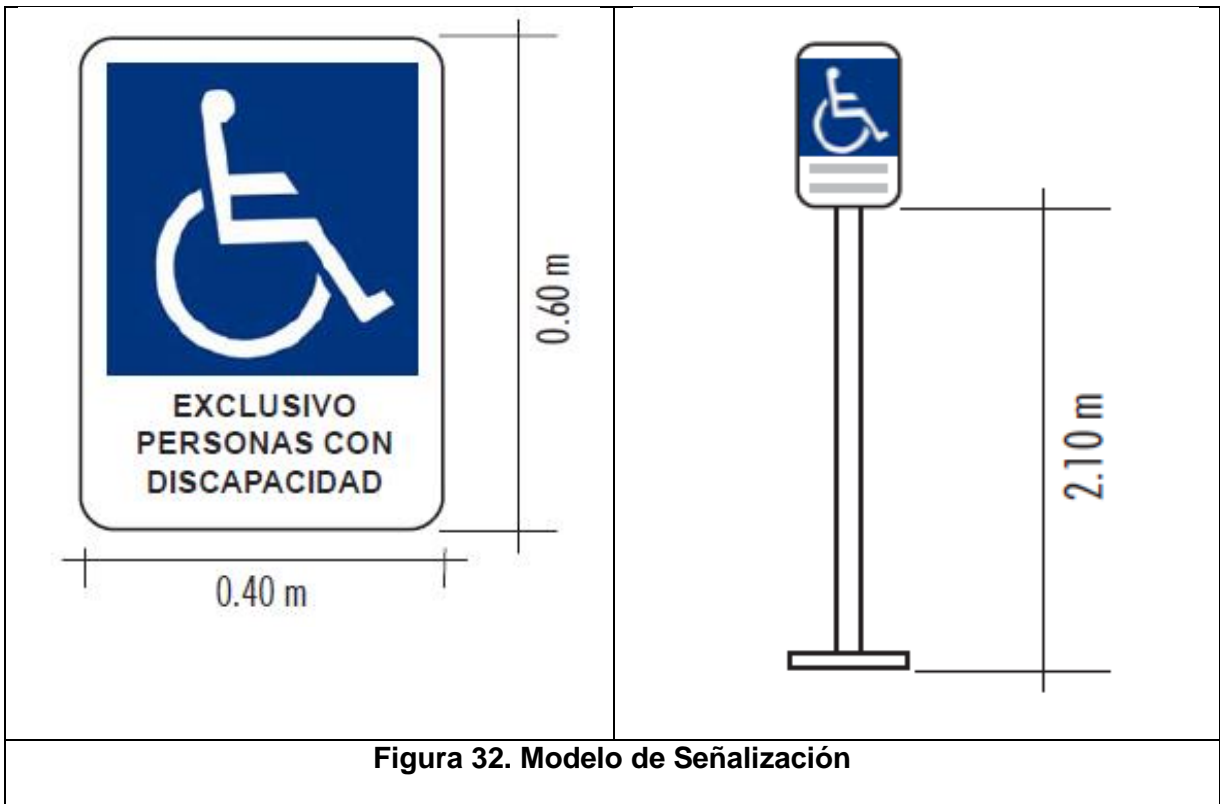 EXCLUSIVO
PERSONAS CON
DISCAPACIDAD
0.40 m
0.60 m
2.10 m
Figura 32. Modelo de Señalización